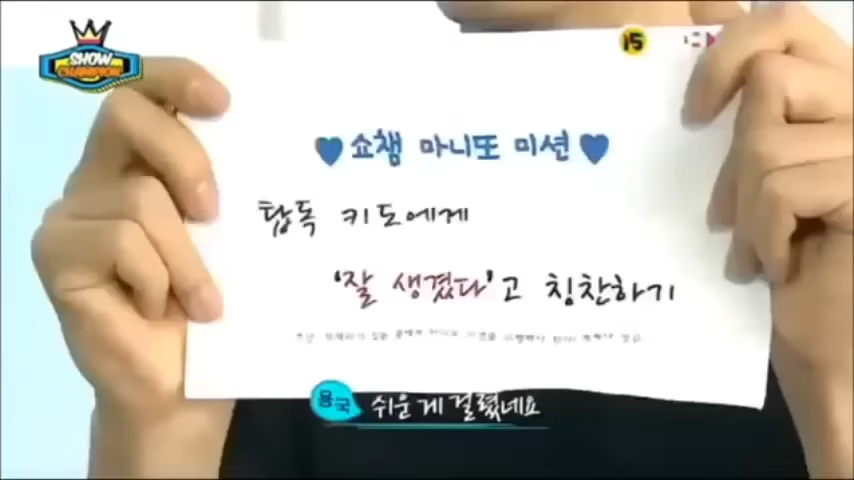 SHOW
CHAMPION
15
♥쇼챔 마니또 미션♥
탑독 키도에게
'잘 생겼다'고 칭찬하기
용국 쉬운 게 걸렸네요